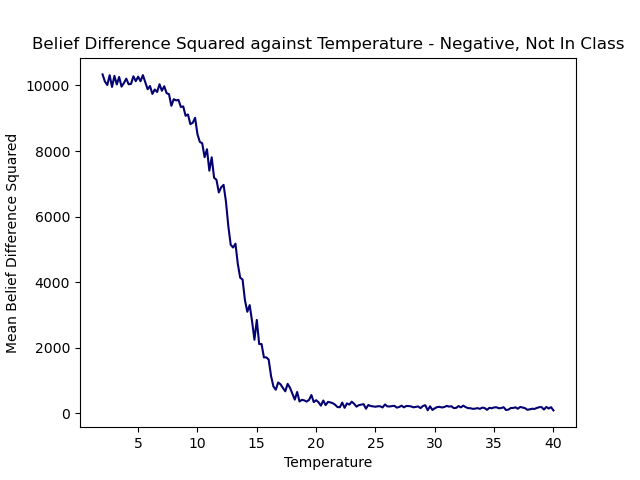 Belief Difference Squared against Temperature - Negative, Not In Class
10000
8000
6000
4000
2000
0
Mean Belief Difference Squared
5 10 15 20 25 30 35 40
Temperature